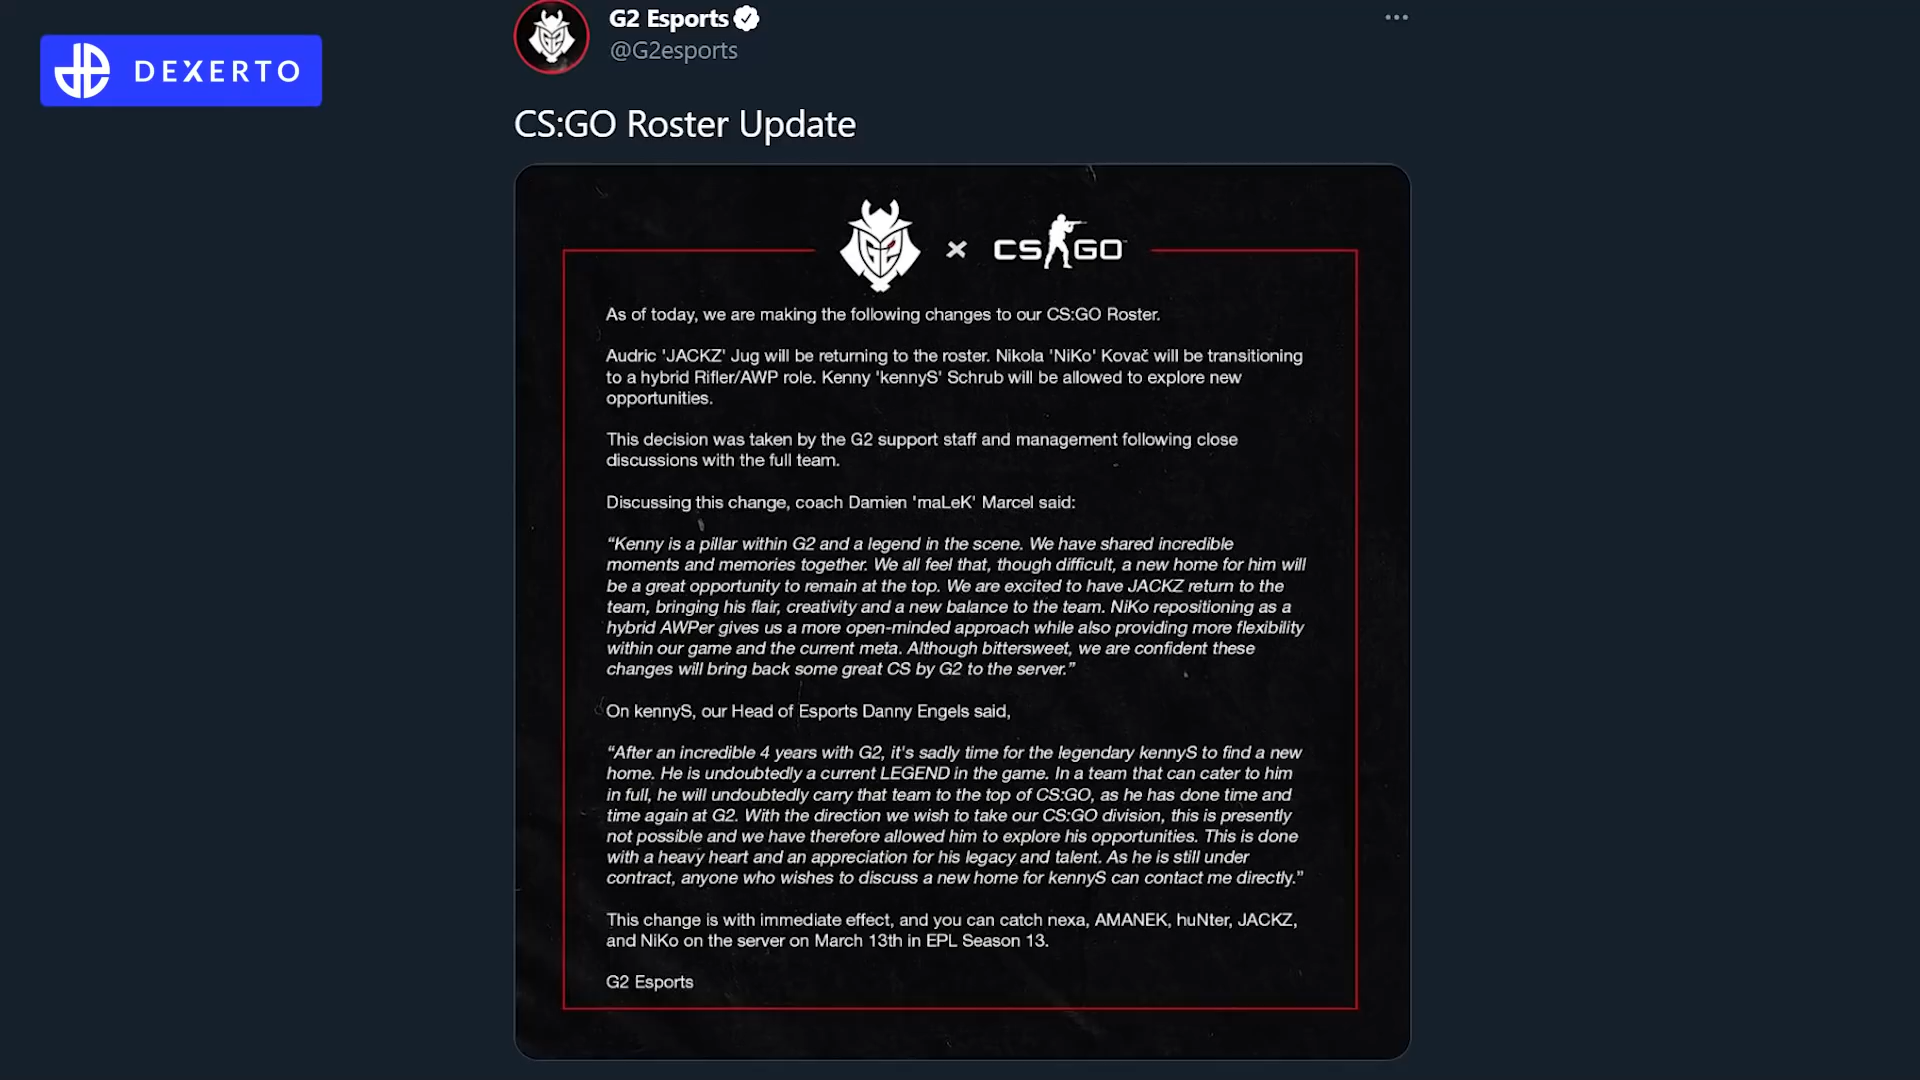 DEXERTO
G2 Esports
@G2esports
CS:GO Roster Update
G2 × CS GO
As of today, we are making the following changes to our CS:GO Roster.
Audric 'JACKZ' Jug will be returning to the roster. Nikola 'NiKo' Kovač will be transitioning
to a hybrid Rifler/AWP role. Kenny 'kennyS' Schrub will be allowed to explore new
opportunities.
This decision was taken by the G2 support staff and management following close
discussions with the full team.
Discussing this change, coach Damien 'maLeK' Marcel said:
“Kenny is a pillar within G2 and a legend in the scene. We have shared incredible
moments and memories together. We all feel that, though difficult, a new home for him will
be a great opportunity to remain at the top. We are excited to have JACKZ return to the
team, bringing his flair, creativity and a new balance to the team. NiKo repositioning as a
hybrid AWPer gives us a more open-minded approach while also providing more flexibility
within our game and the current meta. Although bittersweet, we are confident these
changes will bring back some great CS by G2 to the server.”
On kennyS, our Head of Esports Danny Engels said,
“After an incredible 4 years with G2, it's sadly time for the legendary kennyS to find a new
home. He is undoubtedly a current LEGEND in the game. In a team that can cater to him
in full, he will undoubtedly carry that team to the top of CS:GO, as he has done time and
time again at G2. With the direction we wish to take our CS:GO division, this is presently
not possible and we have therefore allowed him to explore his opportunities. This is done
with a heavy heart and an appreciation for his legacy and talent. As he is still under
contract, anyone who wishes to discuss a new home for kennyS can contact me directly.”
This change is with immediate effect, and you can catch nexa, AMANEK, huNter, JACKZ,
and NiKo on the server on March 13th in EPL Season 13.
G2 Esports